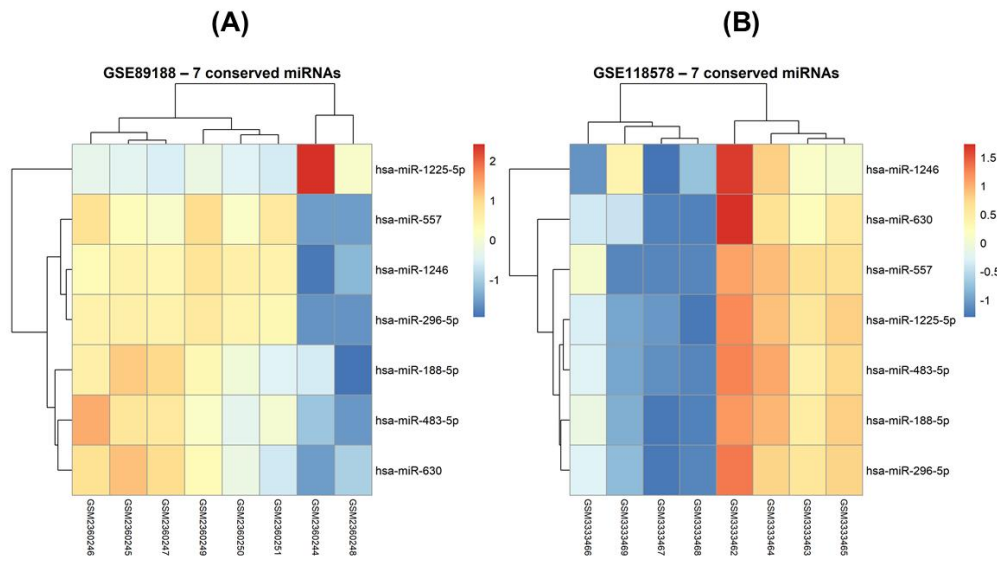 (A)
GSE89188 – 7 conserved miRNAs
hsa-miR-1225-5p
hsa-miR-557
hsa-miR-1246
hsa-miR-296-5p
hsa-miR-188-5p
hsa-miR-483-5p
hsa-miR-630
2
1
0
-1
GSM2360246
GSM2360245
GSM2360247
GSM2360249
GSM2360250
GSM2360251
GSM2360244
GSM2360248
(B)
GSE118578 – 7 conserved miRNAs
hsa-miR-1246
hsa-miR-630
hsa-miR-557
hsa-miR-1225-5p
hsa-miR-483-5p
hsa-miR-188-5p
hsa-miR-296-5p
1.5
1
0.5
0
-0.5
-1
GSM3333466
GSM3333469
GSM3333467
GSM3333468
GSM3333462
GSM3333464
GSM3333463
GSM3333465